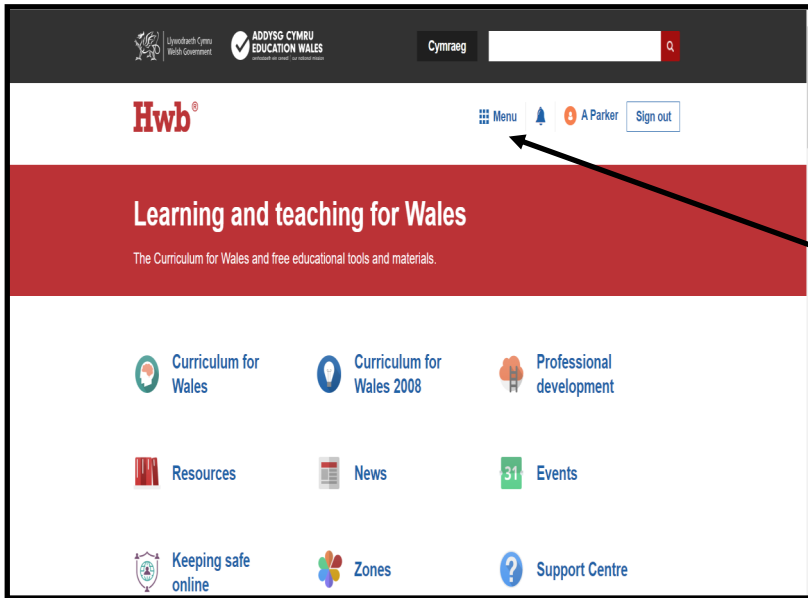 Llywodraeth Cymru
Welsh Government
ADDYSG CYMRU
EDUCATION WALES
Cymraeg
Hwb®
Menu
A Parker
Sign out
Learning and teaching for Wales
The Curriculum for Wales and free educational tools and materials.
Curriculum for
Wales
Curriculum for
Wales 2008
Professional
development
Resources
News
31
Events
Keeping safe
online
Zones
?
Support Centre